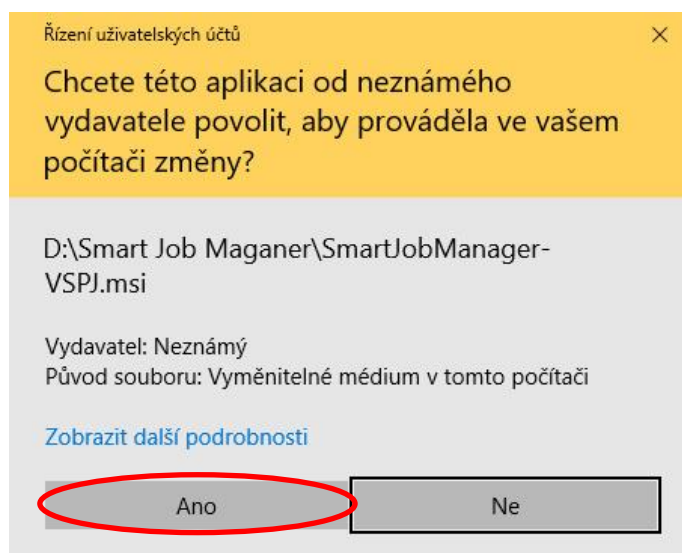 Řízení uživatelských účtů
Chcete této aplikaci od neznámého
vydavatele povolit, aby prováděla ve vašem
počítači změny?
D:\Smart Job Maganer\SmartJobManager-
VSPJ.msi
Vydavatel: Neznámý
Původ souboru: Vyměnitelné médium v tomto počítači
Zobrazit další podrobnosti
Ano
Ne